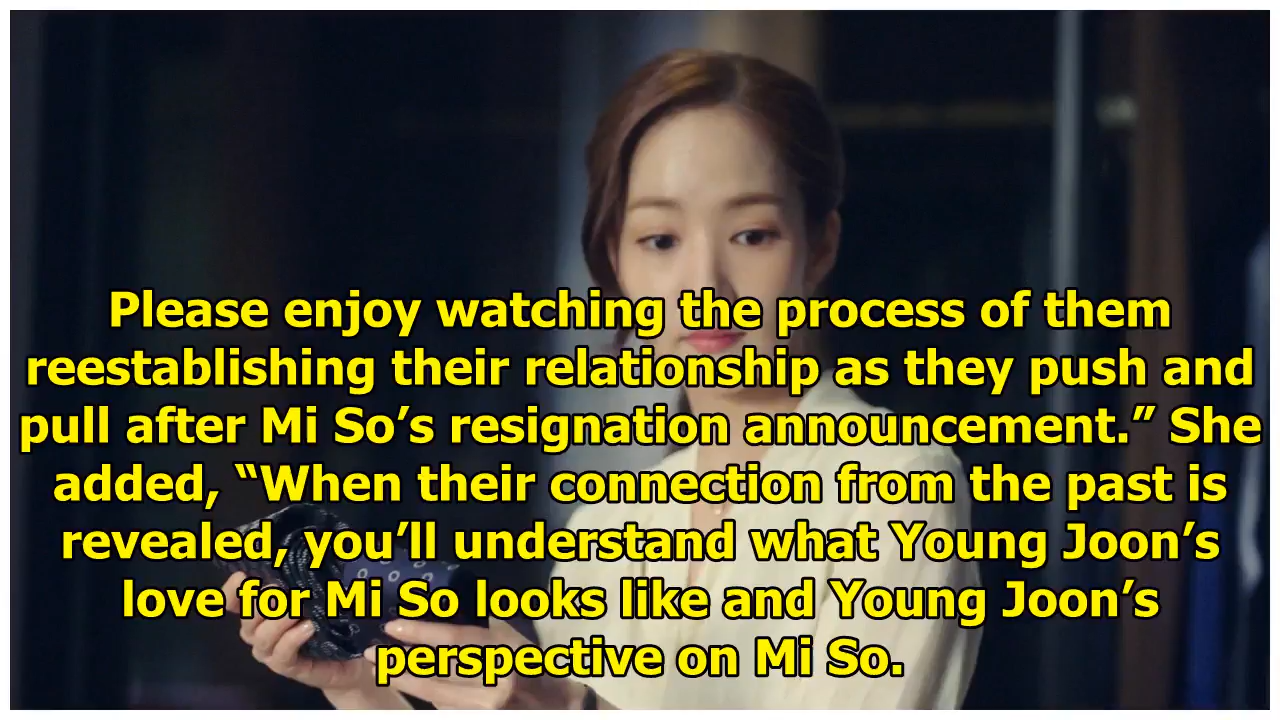 Please enjoy watching the process of them
reestablishing their relationship as they push and
pull after Mi So’s resignation announcement.” She
added, “When their connection from the past is
revealed, you’ll understand what Young Joon’s
love for Mi So looks like and Young Joon’s
perspective on Mi So.